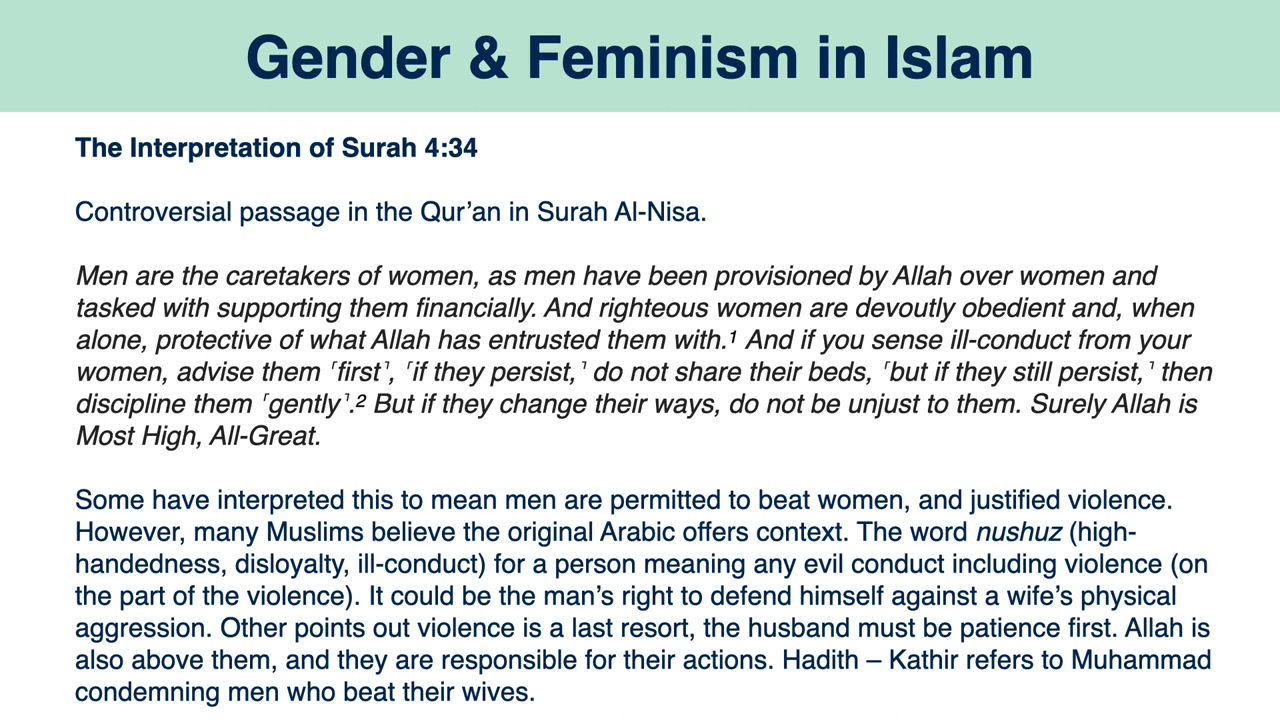 Gender & Feminism in Islam
The Interpretation of Surah 4:34
Controversial passage in the Qur’an in Surah Al-Nisa.
Men are the caretakers of women, as men have been provisioned by Allah over women and
tasked with supporting them financially. And righteous women are devoutly obedient and, when
alone, protective of what Allah has entrusted them with.¹ And if you sense ill-conduct from your
women, advise them ˹first˺, ˹if they persist,˺ do not share their beds, ˹but if they still persist,˺ then
discipline them ˹gently˺.² But if they change their ways, do not be unjust to them. Surely Allah is
Most High, All-Great.
Some have interpreted this to mean men are permitted to beat women, and justified violence.
However, many Muslims believe the original Arabic offers context. The word nushuz (high-
handedness, disloyalty, ill-conduct) for a person meaning any evil conduct including violence (on
the part of the violence). It could be the man’s right to defend himself against a wife’s physical
aggression. Other points out violence is a last resort, the husband must be patience first. Allah is
also above them, and they are responsible for their actions. Hadith – Kathir refers to Muhammad
condemning men who beat their wives.